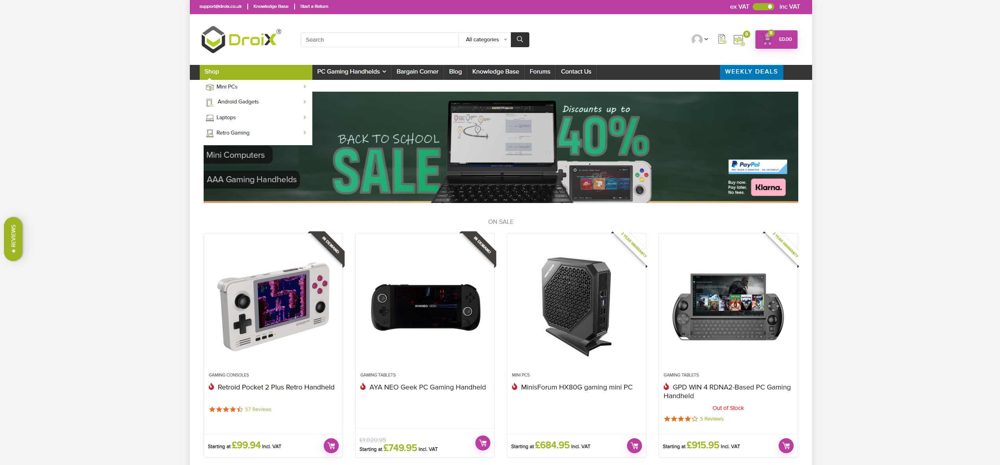 support@droix.co.uk
Knowledge Base
Start a Return
ex VAT
inc VAT
DroiX®
Search
All categories
0
0
£0.00
Shop
PC Gaming Handhelds
Bargain Corner
Blog
Knowledge Base
Forums
Contact Us
WEEKLY DEALS
Mini PCs
Android Gadgets
Laptops
Retro Gaming
Mini Computers
AAA Gaming Handhelds
BACK TO SCHOOL
SALE
Discounts up to
40%
PayPal
PAY OVER 3 MONTHS - 0% INTEREST
Buy now.
Pay later.
No fees.
Klarna.
★ REVIEWS
ON SALE
IN DEMAND
RETROID
GAMING CONSOLES
Retroid Pocket 2 Plus Retro Handheld
57 Reviews
Starting at £99.94 Incl. VAT
IN DEMAND
AYANEO GEEK
GAMING TABLETS
AYA NEO Geek PC Gaming Handheld
£1,020.95
Starting at £749.95 Incl. VAT
2 YEAR WARRANTY
MINISFORUM
MINI PCS
MinisForum HX80G gaming mini PC
Starting at £684.95 Incl. VAT
2 YEAR WARRANTY
GAMING TABLETS
GPD WIN 4 RDNA2-Based PC Gaming
Handheld
Out of Stock
5 Reviews
Starting at £915.95 Incl. VAT